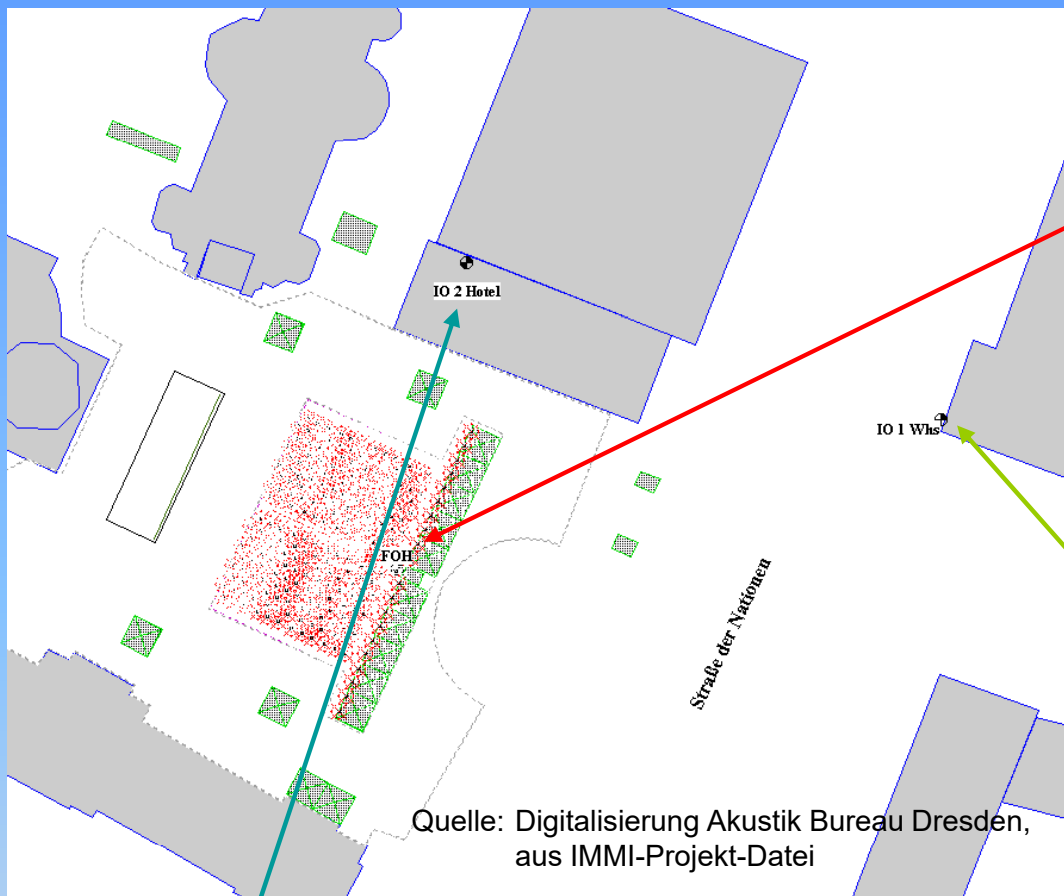 IO 2 Hotel
IO 1 Whs
FOH
Straße der Nationen
Quelle: Digitalisierung Akustik Bureau Dresden,
aus IMMI-Projekt-Datei